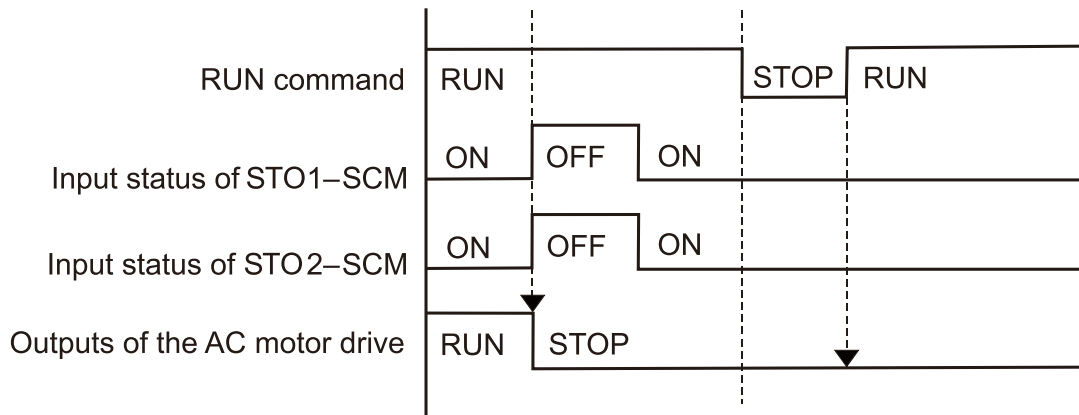 RUN command RUN STOP RUN
Input status of STO1–SCM ON OFF ON
Input status of STO2–SCM ON OFF ON
Outputs of the AC motor drive RUN STOP